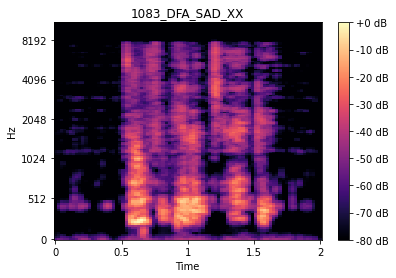 1083_DFA_SAD_XX
8192
4096
2048
1024
512
0
Hz
0
0.5
1
1.5
2
Time
+0 dB
-10 dB
-20 dB
-30 dB
-40 dB
-50 dB
-60 dB
-70 dB
-80 dB